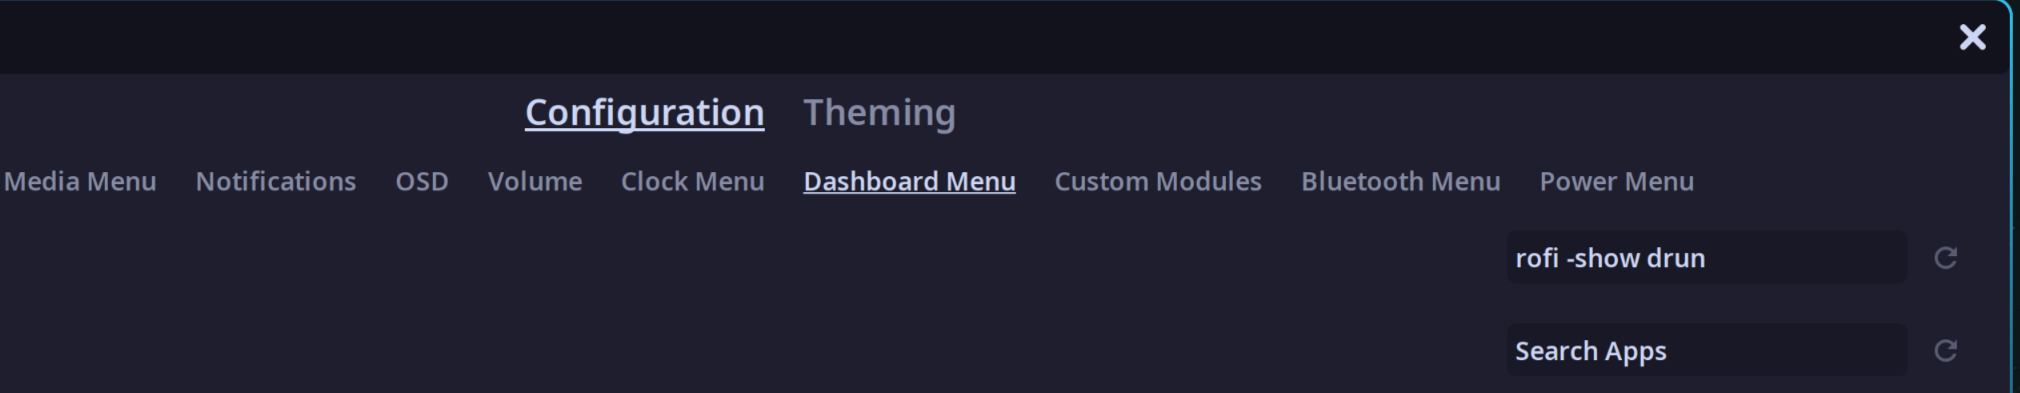 Configuration Theming
Media Menu Notifications OSD Volume Clock Menu Dashboard Menu Custom Modules Bluetooth Menu Power Menu
rofi -show drun
Search Apps